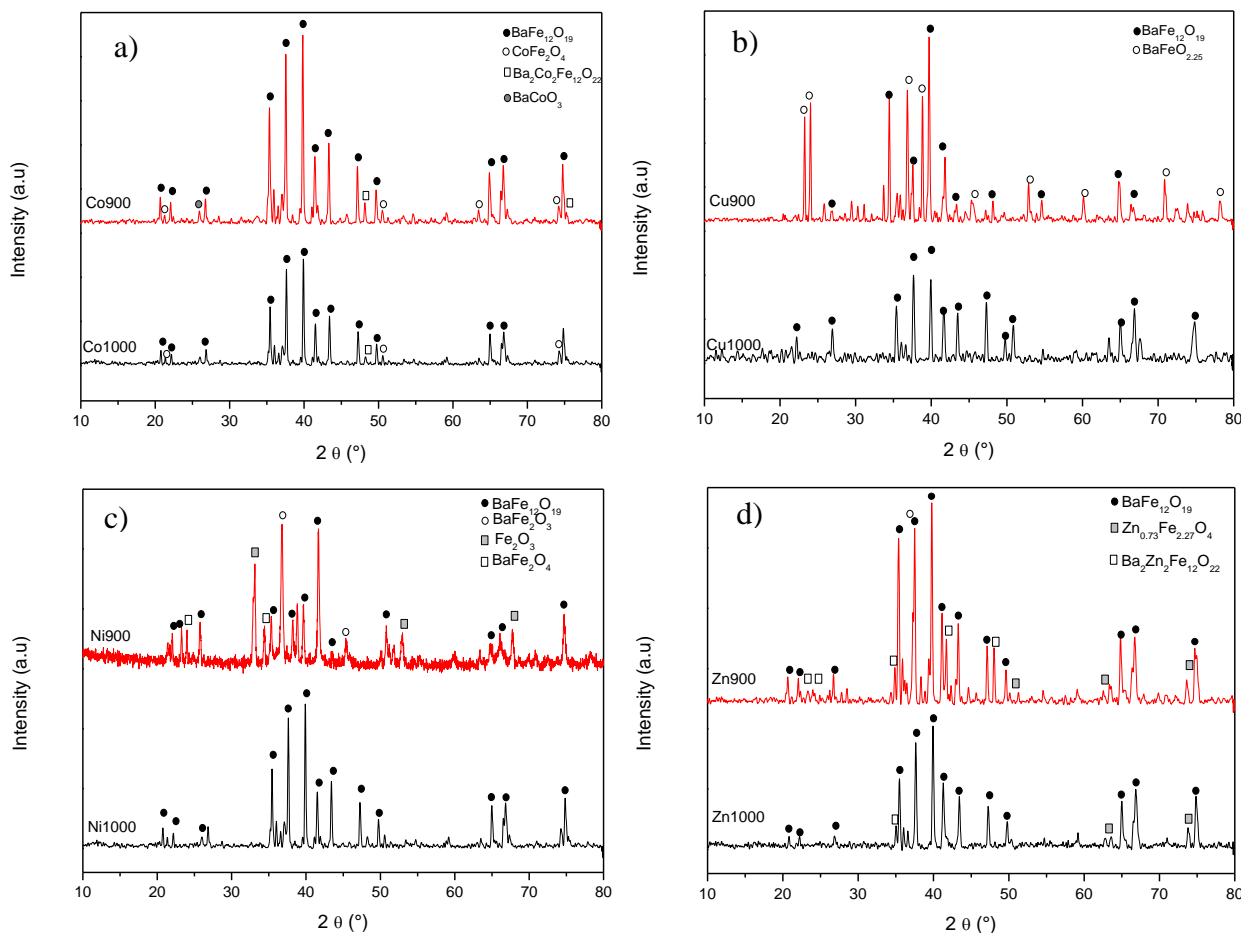 a)
BaFe₁₂O₁₉
CoFe₂O₄
Ba₂Co₂Fe₁₂O₂₂
BaCoO₃
Co900
Co1000
Intensity (a.u)
10 20 30 40 50 60 70 80
2 θ (°)
b)
BaFe₁₂O₁₉
BaFeO₂.₂₅
Cu900
Cu1000
Intensity (a.u)
10 20 30 40 50 60 70 80
2 θ (°)
c)
BaFe₁₂O₁₉
BaFe₂O₃
Fe₂O₃
BaFe₂O₄
Ni900
Ni1000
Intensity (a.u)
10 20 30 40 50 60 70 80
2 θ (°)
d)
BaFe₁₂O₁₉
Zn₀.₇₃Fe₂.₂₇O₄
Ba₂Zn₂Fe₁₂O₂₂
Zn900
Zn1000
Intensity (a.u)
10 20 30 40 50 60 70 80
2 θ (°)